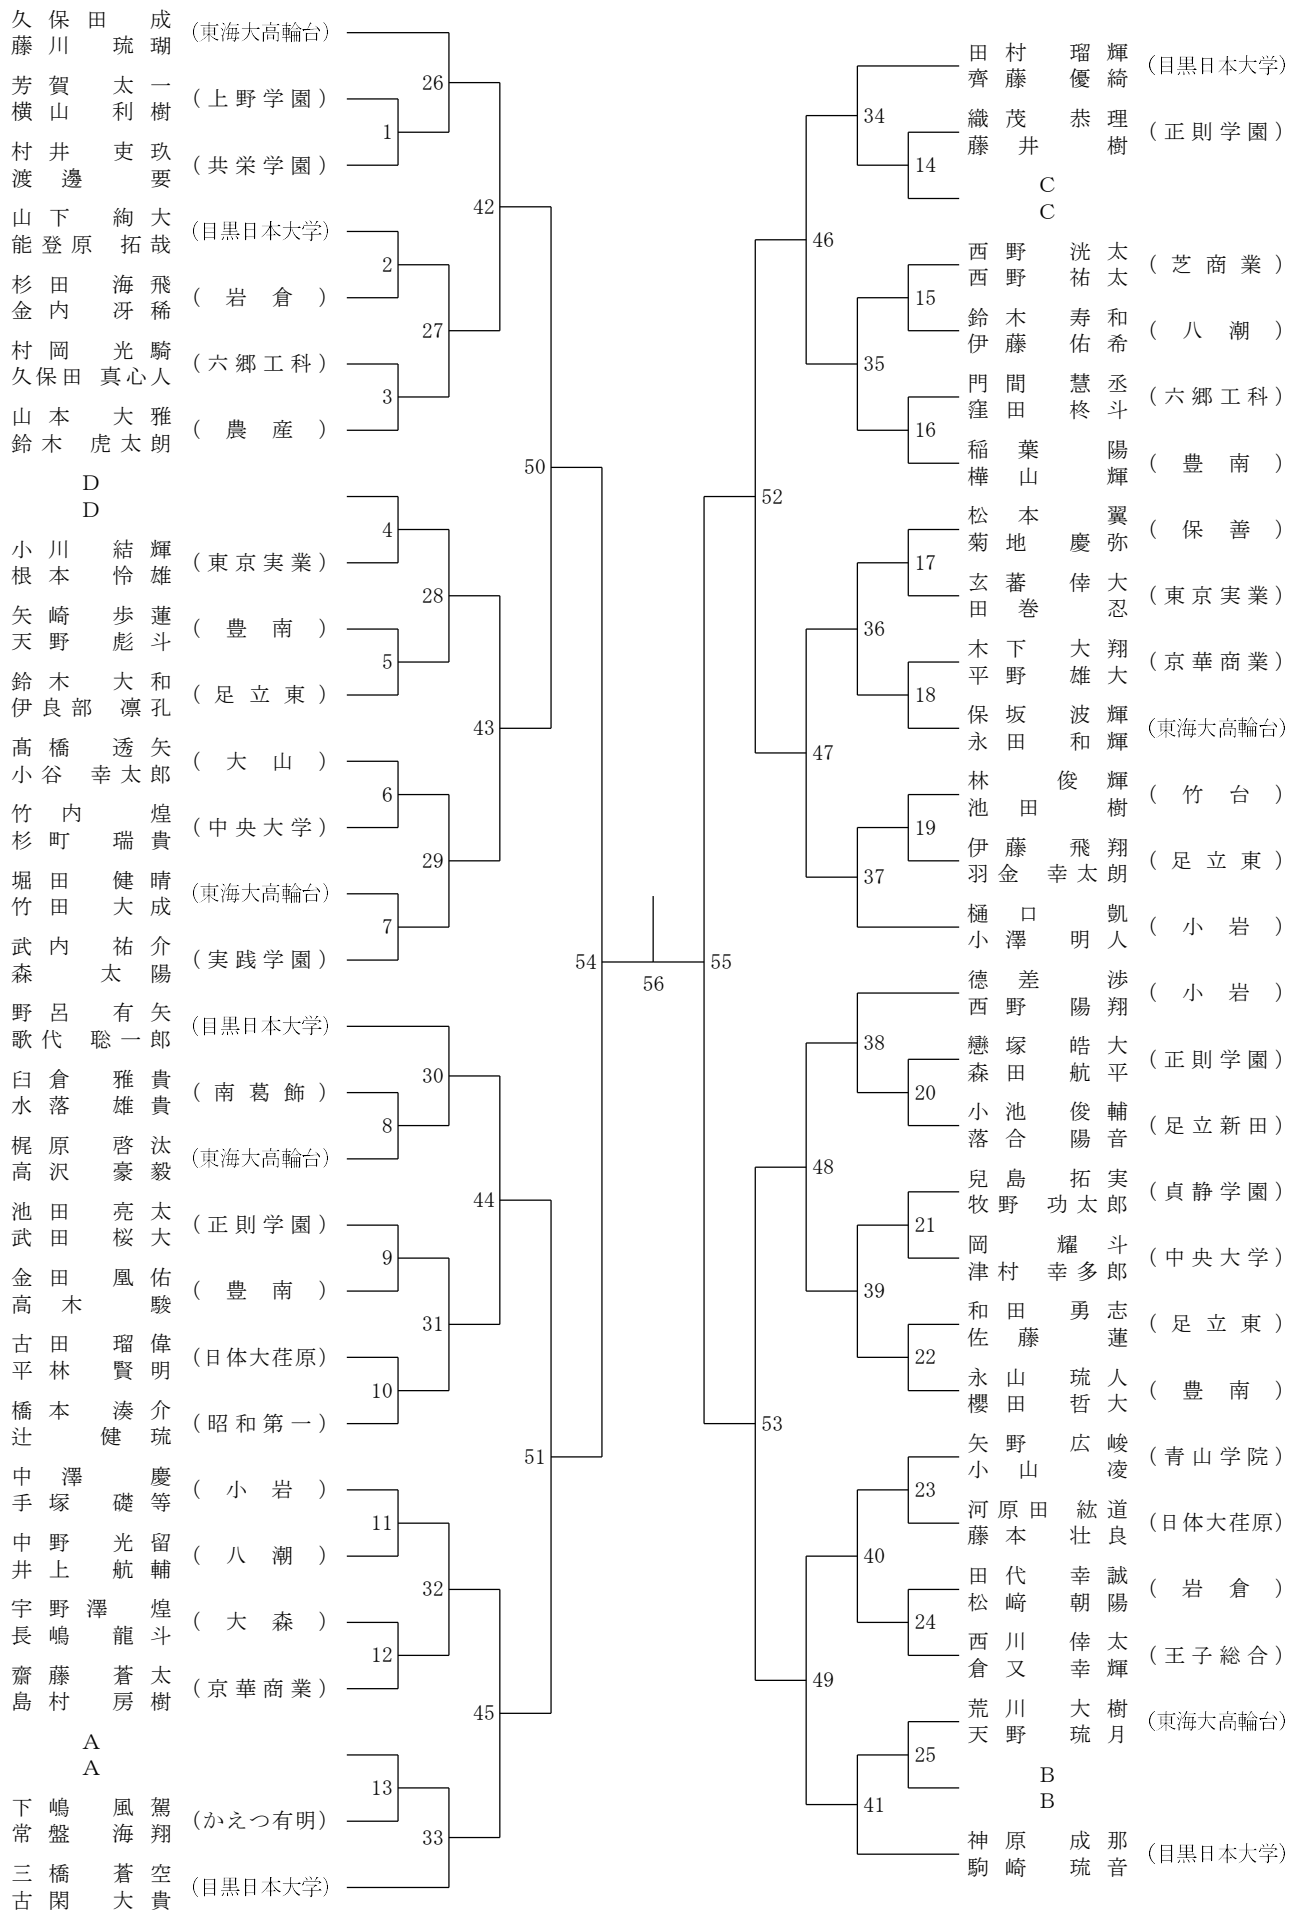 久保田 成 (東海大高輪台)
藤川 琉瑚
芳賀 太一 (上野学園)
横山 利樹
村井 吏玖 (共栄学園)
渡邊 要
山下 絢大 (目黒日本大学)
能登原 拓哉
杉田 海飛 (岩倉)
金内 冴稀
村岡 光騎 (六郷工科)
久保田 真心人
山本 大雅 (農産)
鈴木 虎太朗
D
D
小川 結輝 (東京実業)
根本 怜雄
矢崎 歩蓮 (豊南)
天野 彪斗
鈴木 大和 (足立東)
伊良部 凛孔
髙橋 透矢 (大山)
小谷 幸太郎
竹内 煌 (中央大学)
杉町 瑞貴
堀田 健晴 (東海大高輪台)
竹田 大成
武内 祐介 (実践学園)
森 太陽
野呂 有矢 (目黒日本大学)
歌代 聡一郎
臼倉 雅貴 (南葛飾)
水落 雄貴
梶原 啓汰 (東海大高輪台)
高沢 豪毅
池田 亮太 (正則学園)
武田 桜大
金田 凰佑 (豊南)
高木 駿
古田 瑠偉 (日体大荏原)
平林 賢明
橋本 湊介 (昭和第一)
辻 健琉
中澤 慶 (小岩)
手塚 礎等
中野 光留 (八潮)
井上 航輔
宇野澤 煌 (大森)
長嶋 龍斗
齋藤 蒼太 (京華商業)
島村 房樹
A
A
下嶋 風駕 (かえつ有明)
常盤 海翔
三橋 蒼空 (目黒日本大学)
古閑 大貴
26
1
42
2
27
3
50
4
28
5
43
6
29
7
54
30
8
44
9
31
10
51
11
32
12
45
13
33
56
55
34
14
46
15
35
16
52
17
36
18
47
19
37
38
20
48
21
39
22
53
23
40
24
49
25
41
田村 瑠輝 (目黒日本大学)
齊藤 優綺
織茂 恭理 (正則学園)
藤井 樹
C
C
西野 洸太 (芝商業)
西野 祐太
鈴木 寿和 (八潮)
伊藤 佑希
門間 慧丞 (六郷工科)
窪田 柊斗
稲葉 陽 (豊南)
樺山 輝
松本 翼 (保善)
菊地 慶弥
玄蕃 倖大 (東京実業)
田巻 忍
木下 大翔 (京華商業)
平野 雄大
保坂 波輝 (東海大高輪台)
永田 和輝
林 俊輝 (竹台)
池田 樹
伊藤 飛翔 (足立東)
羽金 幸太朗
樋口 凱 (小岩)
小澤 明人
德差 渉 (小岩)
西野 陽翔
戀塚 皓大 (正則学園)
森田 航平
小池 俊輔 (足立新田)
落合 陽音
兒島 拓実 (貞静学園)
牧野 功太郎
岡 耀斗 (中央大学)
津村 幸多郎
和田 勇志 (足立東)
佐藤 蓮
永山 琉人 (豊南)
櫻田 哲大
矢野 広峻 (青山学院)
小山 凌
河原田 紘道 (日体大荏原)
藤本 壮良
田代 幸誠 (岩倉)
松﨑 朝陽
西川 倖太 (王子総合)
倉又 幸輝
荒川 大樹 (東海大高輪台)
天野 琉月
B
B
神原 成那 (目黒日本大学)
駒崎 琉音